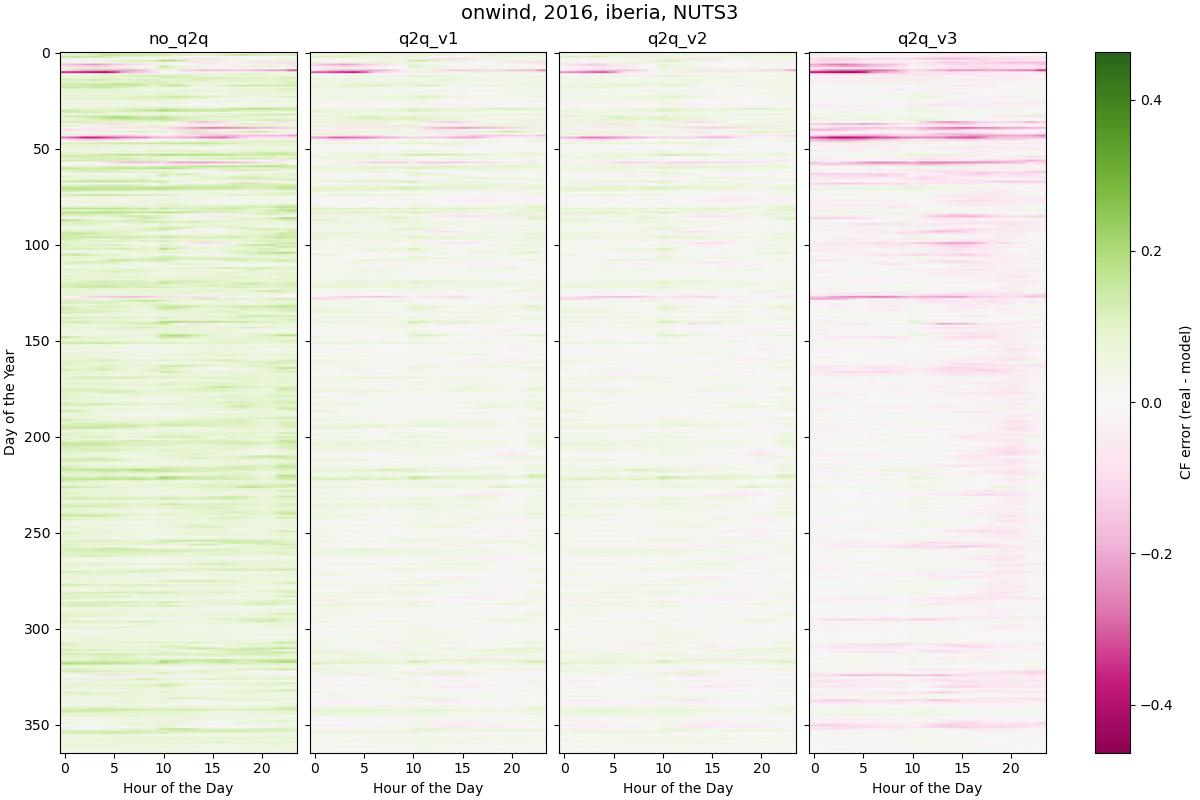 onwind, 2016, iberia, NUTS3
no_q2q q2q_v1 q2q_v2 q2q_v3
0
50
100
150
200
250
300
350
Day of the Year
0 5 10 15 20 0 5 10 15 20 0 5 10 15 20 0 5 10 15 20
Hour of the Day Hour of the Day Hour of the Day Hour of the Day
0.4
0.2
0.0
−0.2
−0.4
CF error (real - model)